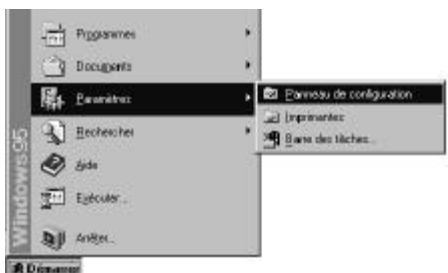 Programmes
Documents
Paramètres
Rechercher
Aide
Exécuter...
Arrêter...
Panneau de configuration
Imprimantes
Barre des tâches...
Windows95
Démarrer